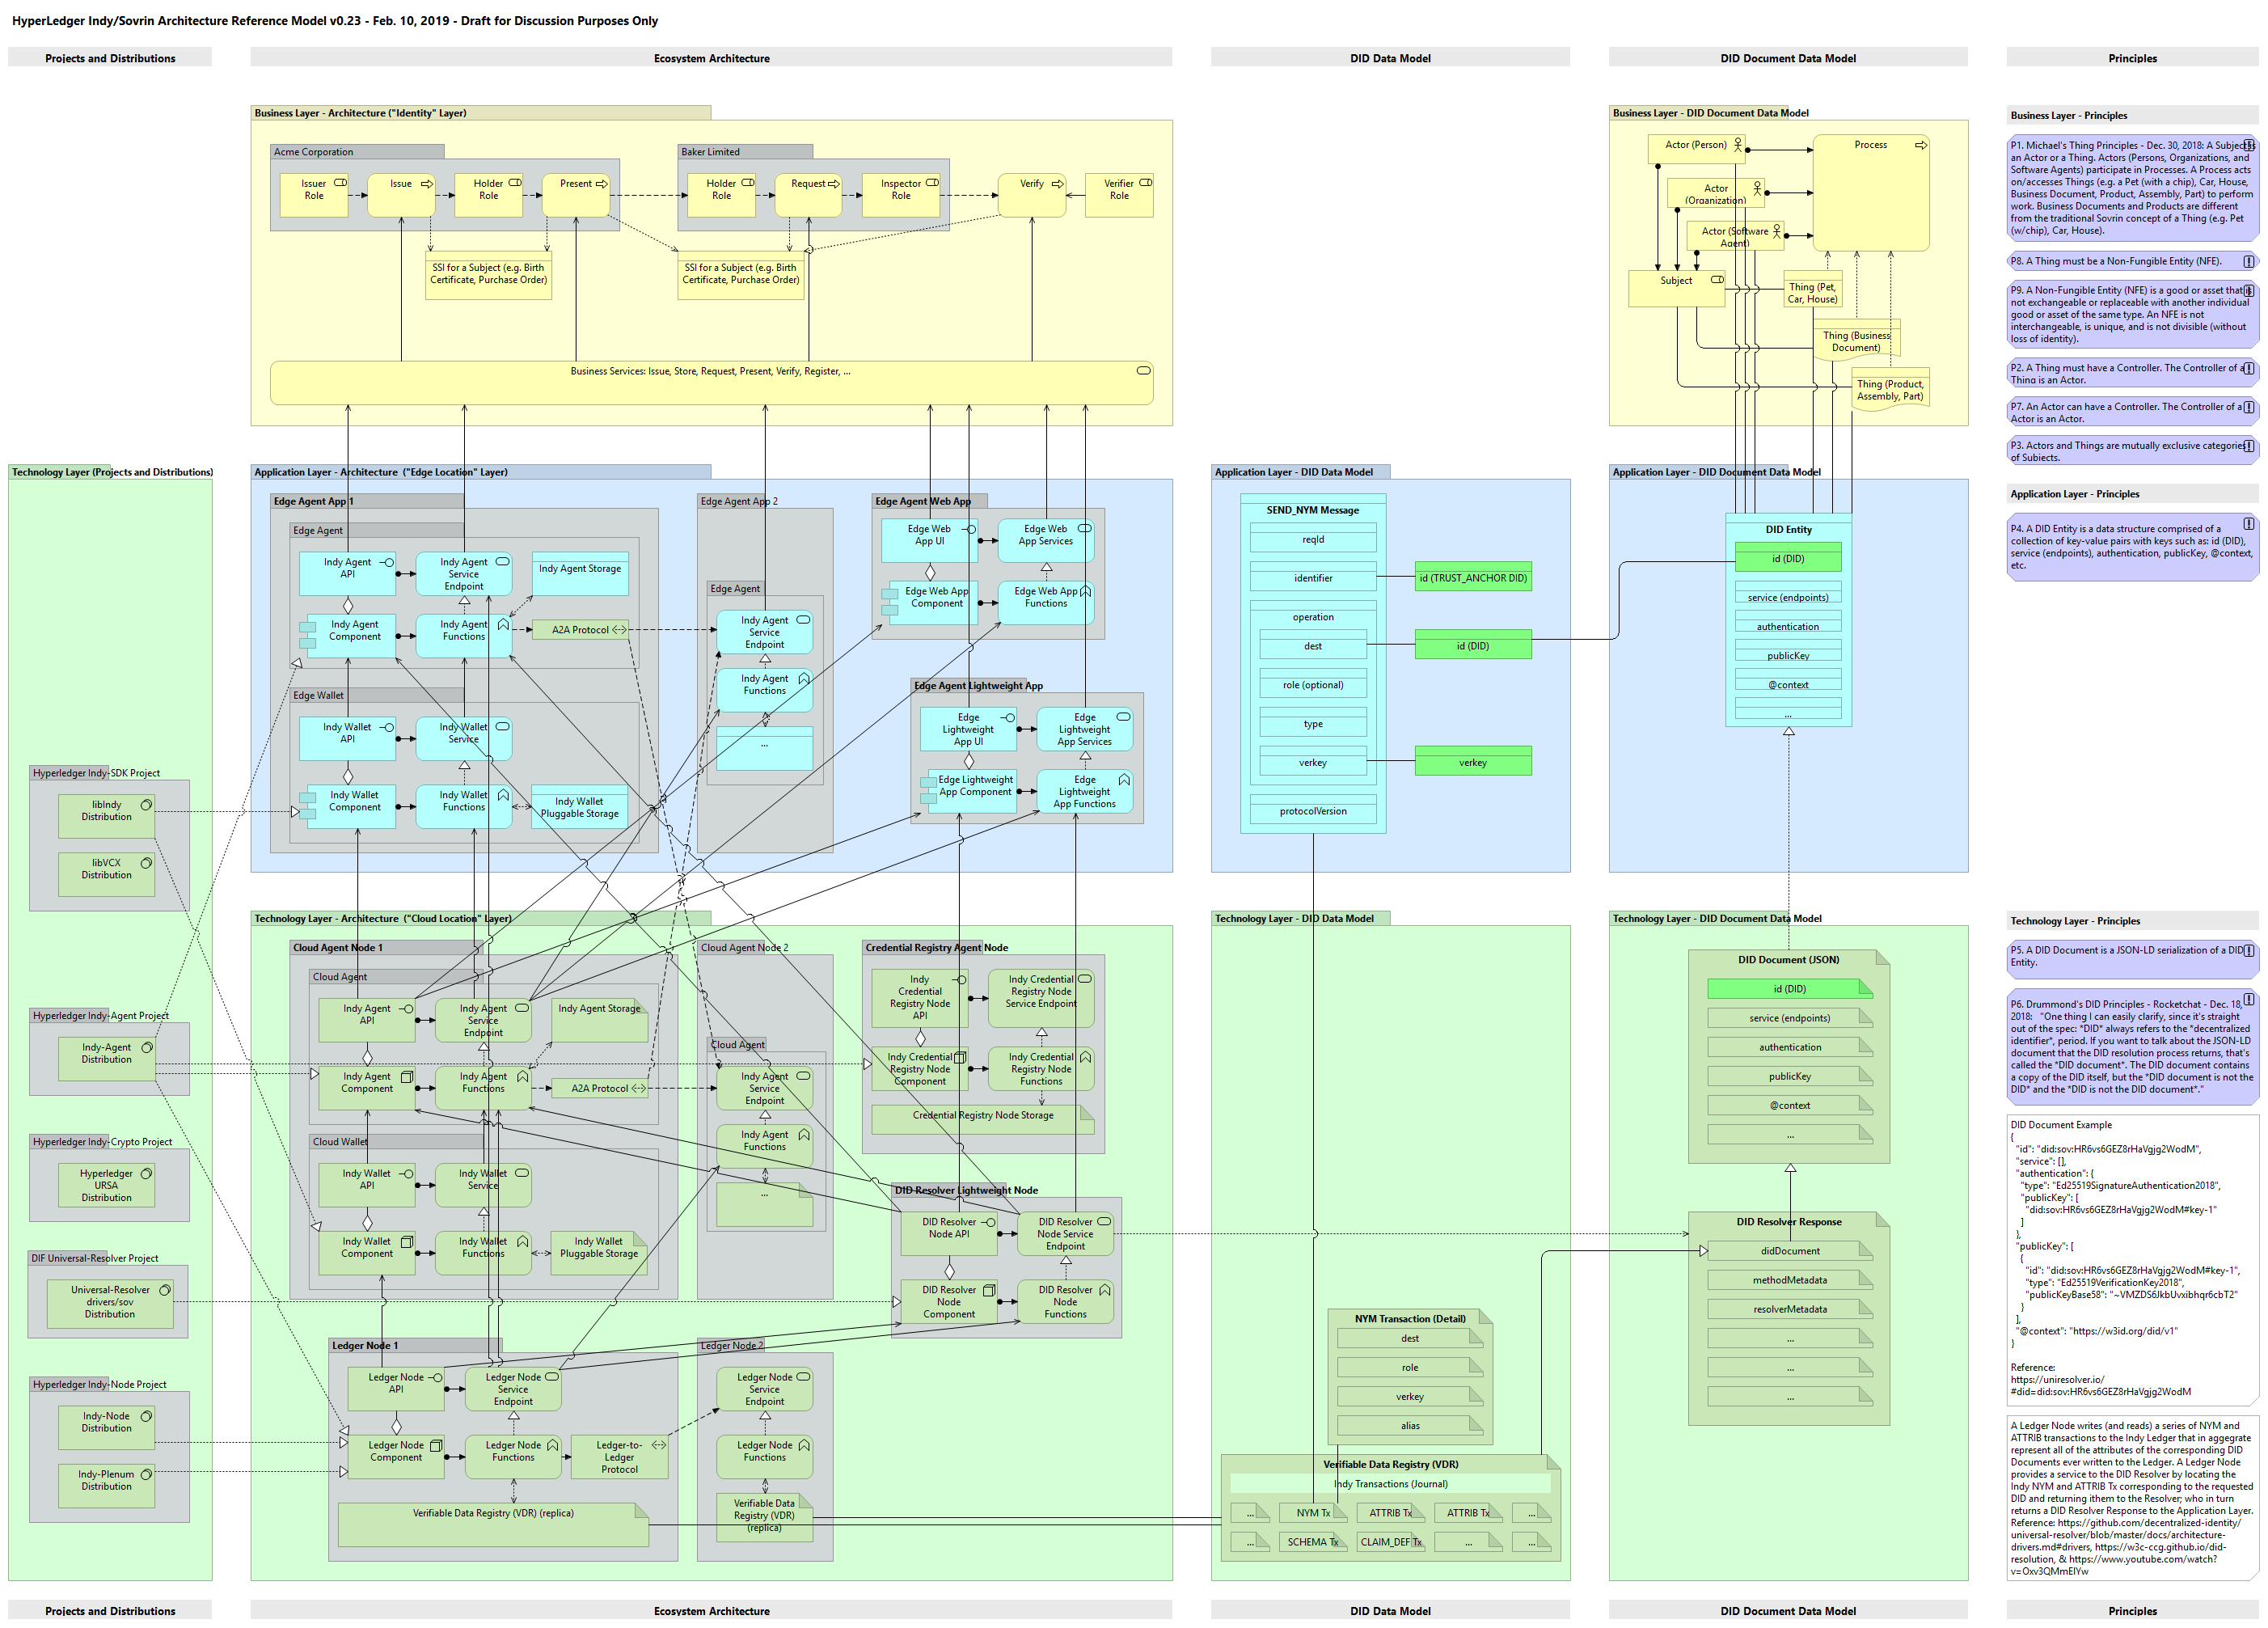 HyperLedger Indy/Sovrin Architecture Reference Model v0.23 - Feb. 10, 2019 - Draft for Discussion Purposes Only
Projects and Distributions
Ecosystem Architecture
DID Data Model
DID Document Data Model
Principles
Business Layer - Architecture ("Identity" Layer)
Acme Corporation
Issuer
Role
Issue
Holder
Role
Present
Baker Limited
Holder
Role
Request
Inspector
Role
Verify
Verifier
Role
SSI for a Subject (e.g. Birth
Certificate, Purchase Order)
SSI for a Subject (e.g. Birth
Certificate, Purchase Order)
Business Services: Issue, Store, Request, Present, Verify, Register, ...
Business Layer - DID Document Data Model
Actor (Person)
Process
Actor
(Organization)
Actor (Software
Agent)
Subject
Thing (Pet,
Car, House)
Thing (Business
Document)
Thing (Product,
Assembly, Part)
Business Layer - Principles
P1. Michael's Thing Principles - Dec. 30, 2018: A Subject is
an Actor or a Thing. Actors (Persons, Organizations, and
Software Agents) participate in Processes. A Process acts
on/accesses Things (e.g. a Pet (with a chip), Car, House,
Business Document, Product, Assembly, Part) to perform
work. Business Documents and Products are different
from the traditional Sovrin concept of a Thing (e.g. Pet
(w/chip), Car, House).
P8. A Thing must be a Non-Fungible Entity (NFE).
P9. A Non-Fungible Entity (NFE) is a good or asset that is
not exchangeable or replaceable with another individual
good or asset of the same type. An NFE is not
interchangeable, is unique, and is not divisible (without
loss of identity).
P2. A Thing must have a Controller. The Controller of a
Thing is an Actor.
P7. An Actor can have a Controller. The Controller of a
Actor is an Actor.
P3. Actors and Things are mutually exclusive categories
of Subjects.
Technology Layer (Projects and Distributions)
Hyperledger Indy-SDK Project
libIndy
Distribution
libVCX
Distribution
Hyperledger Indy-Agent Project
Indy-Agent
Distribution
Hyperledger Indy-Crypto Project
Hyperledger
URSA
Distribution
DIF Universal-Resolver Project
Universal-Resolver
drivers/sov
Distribution
Hyperledger Indy-Node Project
Indy-Node
Distribution
Indy-Plenum
Distribution
Application Layer - Architecture ("Edge Location" Layer)
Edge Agent App 1
Edge Agent
Indy Agent
API
Indy Agent
Service
Endpoint
Indy Agent Storage
Indy Agent
Component
Indy Agent
Functions
A2A Protocol
Edge Wallet
Indy Wallet
API
Indy Wallet
Service
Indy Wallet
Component
Indy Wallet
Functions
Indy Wallet
Pluggable Storage
Edge Agent App 2
Edge Agent
Indy Agent
Service
Endpoint
Indy Agent
Functions
...
Edge Agent Web App
Edge Web
App UI
Edge Web
App Services
Edge Web App
Component
Edge Web App
Functions
Edge Agent Lightweight App
Edge
Lightweight
App UI
Edge
Lightweight
App Services
Edge Lightweight
App Component
Edge
Lightweight
App Functions
Application Layer - DID Data Model
SEND_NYM Message
reqId
identifier
id (TRUST_ANCHOR DID)
operation
dest
id (DID)
role (optional)
type
verkey
verkey
protocolVersion
Application Layer - DID Document Data Model
DID Entity
id (DID)
service (endpoints)
authentication
publicKey
@context
...
Application Layer - Principles
P4. A DID Entity is a data structure comprised of a
collection of key-value pairs with keys such as: id (DID),
service (endpoints), authentication, publicKey, @context,
etc.
Technology Layer - Architecture ("Cloud Location" Layer)
Cloud Agent Node 1
Cloud Agent
Indy Agent
API
Indy Agent
Service
Endpoint
Indy Agent Storage
Indy Agent
Component
Indy Agent
Functions
A2A Protocol
Cloud Wallet
Indy Wallet
API
Indy Wallet
Service
Indy Wallet
Component
Indy Wallet
Functions
Indy Wallet
Pluggable Storage
Cloud Agent Node 2
Cloud Agent
Indy Agent
Service
Endpoint
Indy Agent
Functions
...
Credential Registry Agent Node
Indy
Credential
Registry Node
API
Indy Credential
Registry Node
Service Endpoint
Indy Credential
Registry Node
Component
Indy Credential
Registry Node
Functions
Credential Registry Node Storage
DID Resolver Lightweight Node
DID Resolver
Node API
DID Resolver
Node Service
Endpoint
DID Resolver
Node
Component
DID Resolver
Node
Functions
Ledger Node 1
Ledger Node
API
Ledger Node
Service
Endpoint
Ledger Node
Component
Ledger Node
Functions
Ledger-to-
Ledger
Protocol
Verifiable Data Registry (VDR) (replica)
Ledger Node 2
Ledger Node
Service
Endpoint
Ledger Node
Functions
Verifiable Data
Registry (VDR)
(replica)
Technology Layer - DID Data Model
NYM Transaction (Detail)
dest
role
verkey
alias
Verifiable Data Registry (VDR)
Indy Transactions (Journal)
...
NYM Tx
ATTRIB Tx
ATTRIB Tx
...
...
SCHEMA Tx
CLAIM_DEF Tx
...
...
Technology Layer - DID Document Data Model
DID Document (JSON)
id (DID)
service (endpoints)
authentication
publicKey
@context
...
DID Resolver Response
didDocument
methodMetadata
resolverMetadata
...
...
...
Technology Layer - Principles
P5. A DID Document is a JSON-LD serialization of a DID
Entity.
P6. Drummond's DID Principles - Rocketchat - Dec. 18,
2018: "One thing I can easily clarify, since it's straight
out of the spec: *DID* always refers to the *decentralized
identifier*, period. If you want to talk about the JSON-LD
document that the DID resolution process returns, that's
called the *DID document*. The DID document contains
a copy of the DID itself, but the *DID document is not the
DID* and the *DID is not the DID document*."
DID Document Example
{
"id": "did:sov:HR6vs6GEZ8rHaVgjg2WodM",
"service": [],
"authentication": {
"type": "Ed25519SignatureAuthentication2018",
"publicKey": [
"did:sov:HR6vs6GEZ8rHaVgjg2WodM#key-1"
]
},
"publicKey": [
{
"id": "did:sov:HR6vs6GEZ8rHaVgjg2WodM#key-1",
"type": "Ed25519VerificationKey2018",
"publicKeyBase58": "~VMZDS6JkbUvxibhqr6cbT2"
}
],
"@context": "https://w3id.org/did/v1"
}
Reference:
https://uniresolver.io/
#did=did:sov:HR6vs6GEZ8rHaVgjg2WodM
A Ledger Node writes (and reads) a series of NYM and
ATTRIB transactions to the Indy Ledger that in aggegrate
represent all of the attributes of the corresponding DID
Documents ever written to the Ledger. A Ledger Node
provides a service to the DID Resolver by locating the
Indy NYM and ATTRIB Tx corresponding to the requested
DID and returning ithem to the Resolver; who in turn
returns a DID Resolver Response to the Application Layer.
Reference: https://github.com/decentralized-identity/
universal-resolver/blob/master/docs/architecture-
drivers.md#drivers, https://w3c-ccg.github.io/did-
resolution, & https://www.youtube.com/watch?
v=Oxv3QMmEIYw
Projects and Distributions
Ecosystem Architecture
DID Data Model
DID Document Data Model
Principles